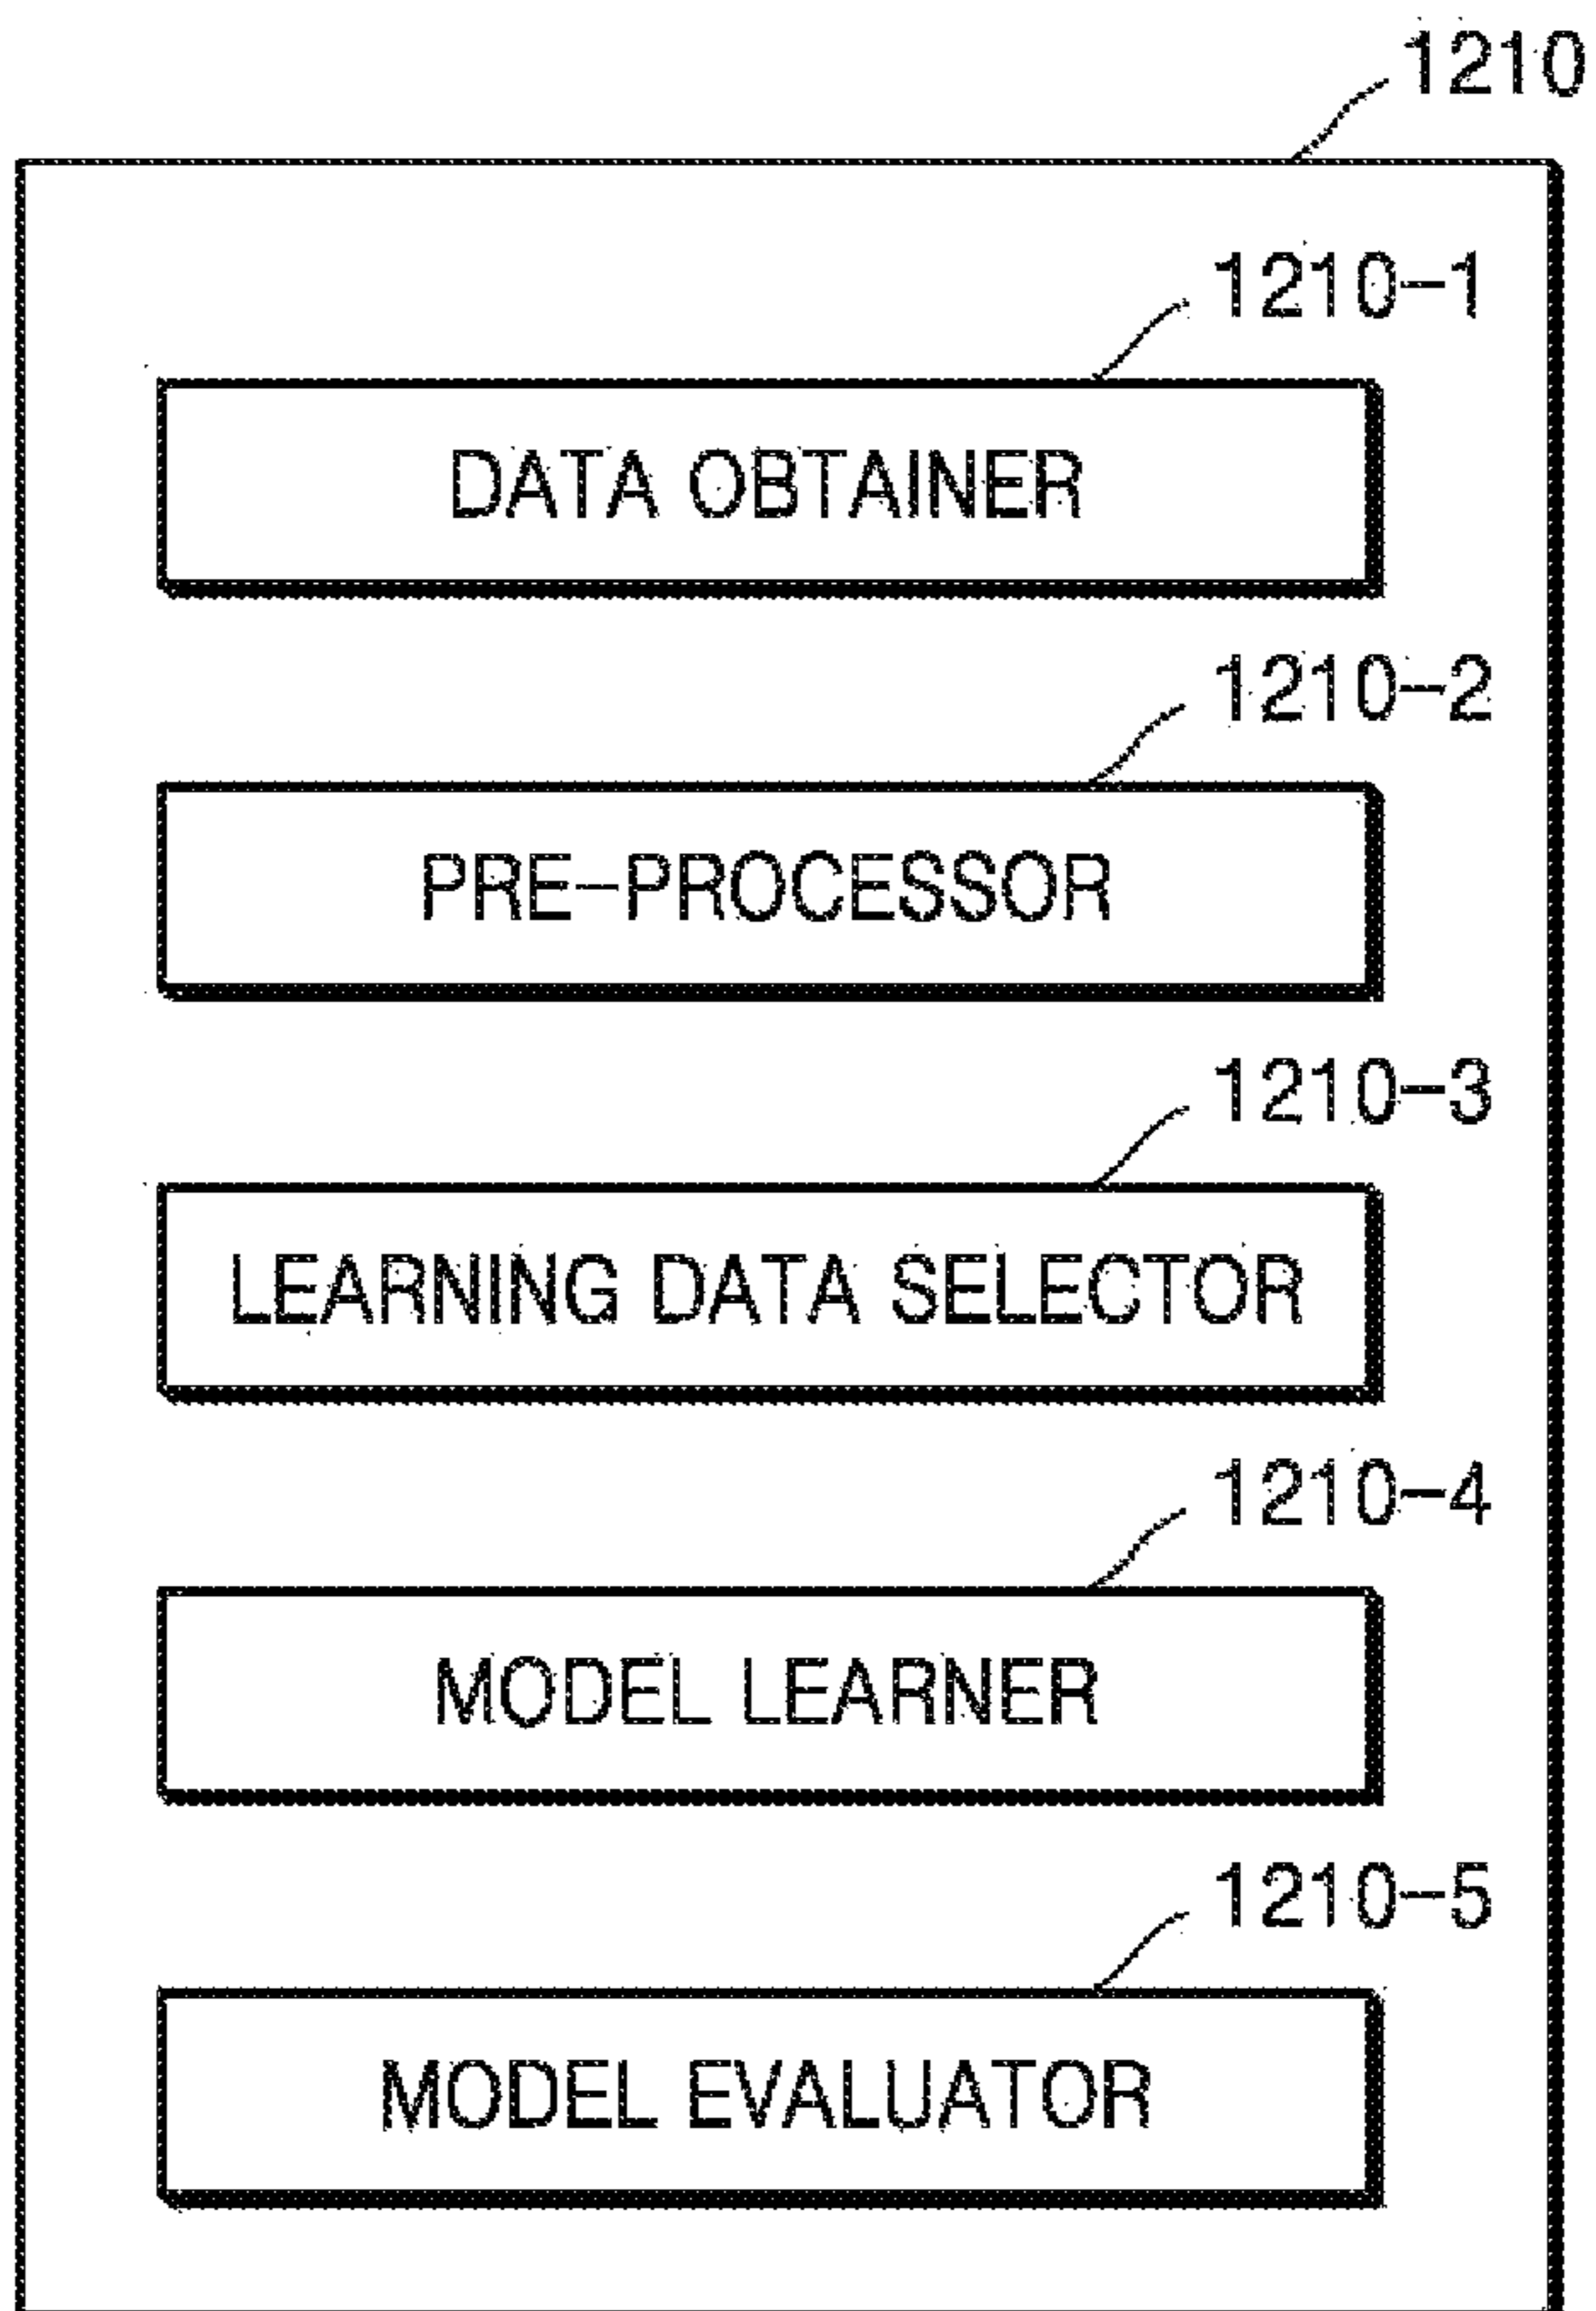 1210
1210-1
DATA OBTAINER
1210-2
PRE-PROCESSOR
1210-3
LEARNING DATA SELECTOR
1210-4
MODEL LEARNER
1210-5
MODEL EVALUATOR